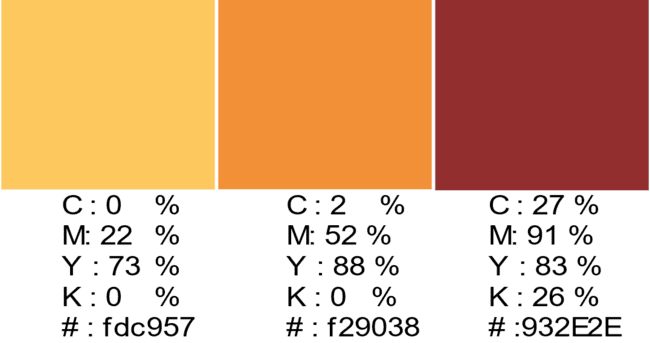 C : 0 %
M: 22 %
Y : 73 %
K : 0 %
# : fdc957
C : 2 %
M: 52 %
Y : 88 %
K : 0 %
# : f29038
C : 27 %
M: 91 %
Y : 83 %
K : 26 %
# :932E2E